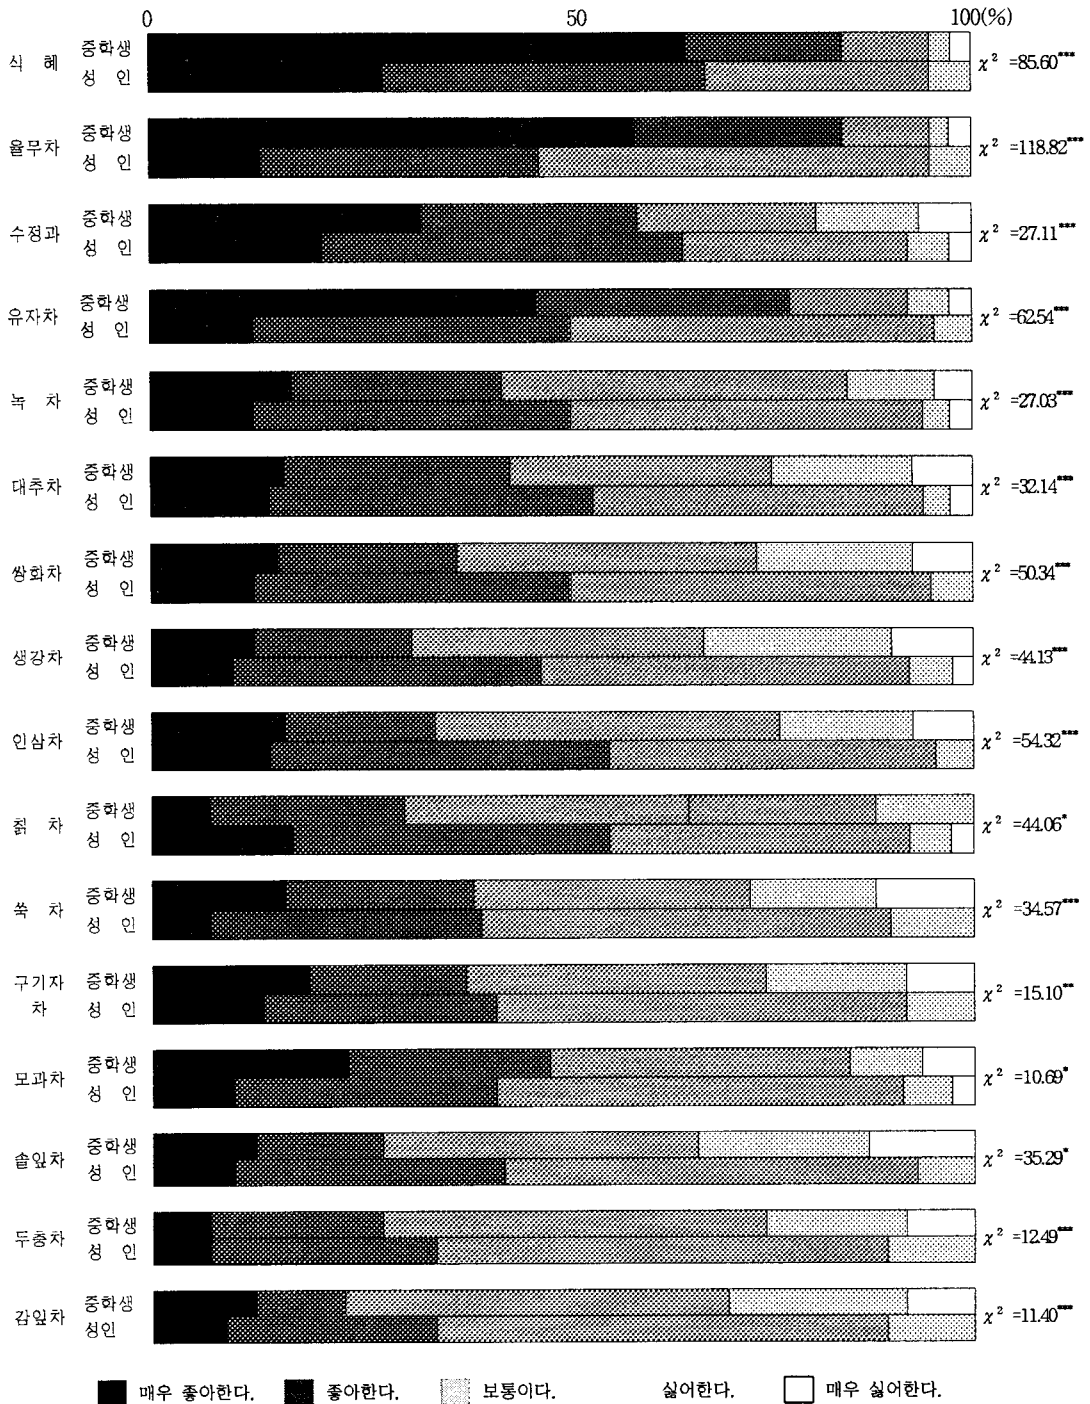 0 50 100(%)
식 혜 중학생 χ² =85.60***
성 인
율무차 중학생 χ² =118.82***
성 인
수정과 중학생 χ² =27.11***
성 인
유자차 중학생 χ² =62.54***
성 인
녹 차 중학생 χ² =27.03***
성 인
대추차 중학생 χ² =32.14***
성 인
쌍화차 중학생 χ² =50.34***
성 인
생강차 중학생 χ² =44.13***
성 인
인삼차 중학생 χ² =54.32***
성 인
칡 차 중학생 χ² =44.06*
성 인
쑥 차 중학생 χ² =34.57***
성 인
구기자 중학생 χ² =15.10**
차 성 인
모과차 중학생 χ² =10.69*
성 인
솔잎차 중학생 χ² =35.29*
성 인
두충차 중학생 χ² =12.49***
성 인
감잎차 중학생 χ² =11.40***
성인
매우 좋아한다. 좋아한다. 보통이다. 싫어한다. 매우 싫어한다.